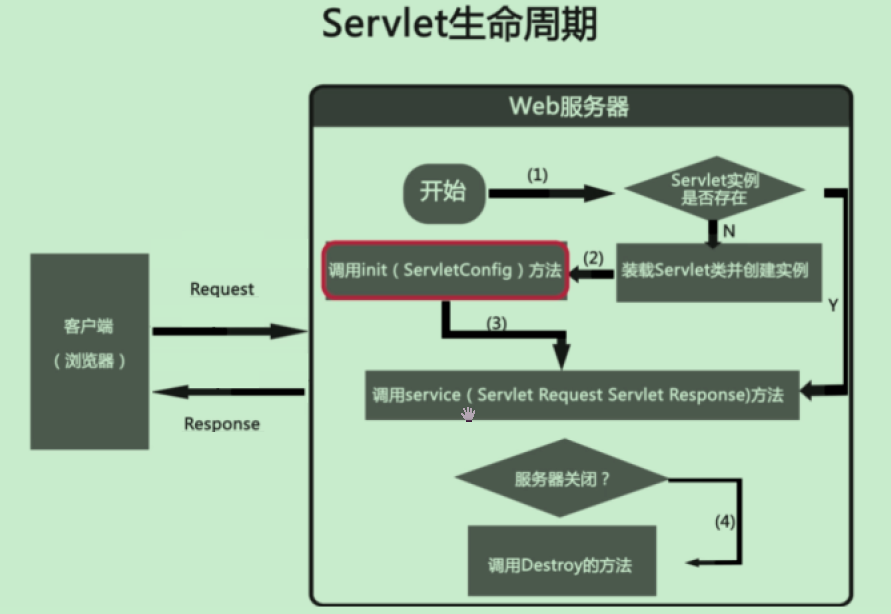 Servlet生命周期
Web服务器
开始
(1)
Servlet实例
是否存在
N
调用init（ServletConfig）方法
(2)
装载Servlet类并创建实例
Request
Y
(3)
客户端
（浏览器）
调用service（Servlet Request Servlet Response)方法
Response
服务器关闭？
(4)
调用Destroy的方法